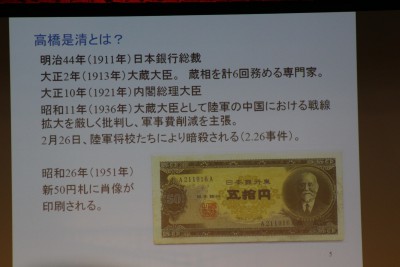 高橋是清とは？
明治44年(1911年)日本銀行総裁
大正2年(1913年)大蔵大臣。 蔵相を計6回務める専門家。
大正10年(1921年)内閣総理大臣
昭和11年(1936年)大蔵大臣として陸軍の中国における戦線
拡大を厳しく批判し、軍事費削減を主張。
2月26日、陸軍将校たちにより暗殺される(2.26事件)。
昭和26年(1951年)
新50円札に肖像が
印刷される。
日本銀行券
五拾円